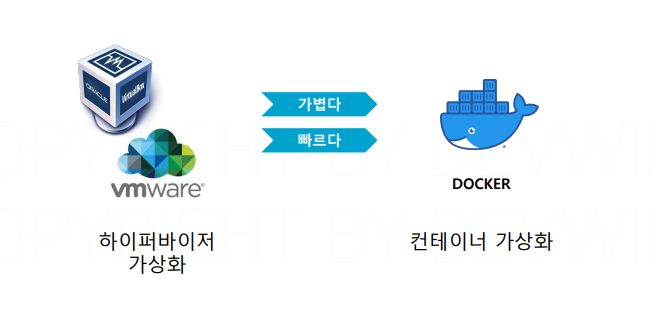 ORACLE
VirtualBox
vmware®
가볍다
빠르다
DOCKER
하이퍼바이저
가상화
컨테이너 가상화
COPYRIGHT BY DEVWI
COPYRIGHT BY DEVWI